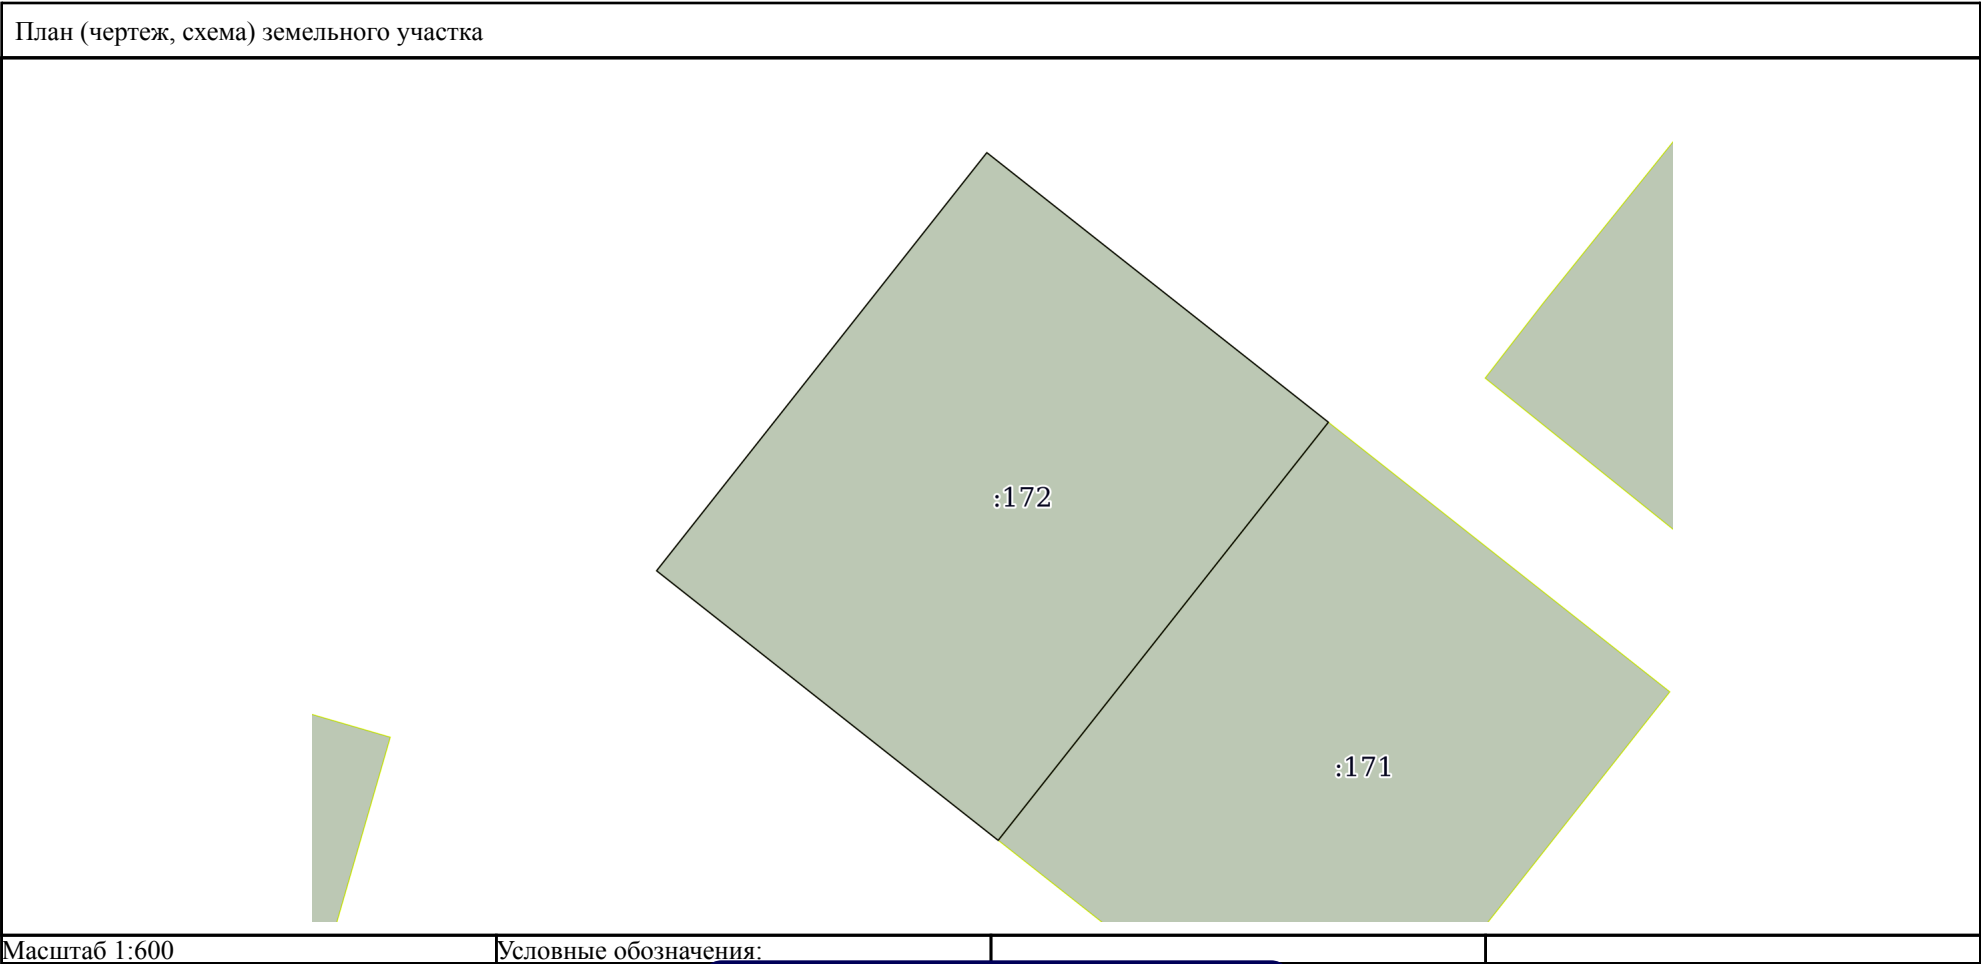 План (чертеж, схема) земельного участка
:172
:171
Масштаб 1:600
Условные обозначения: